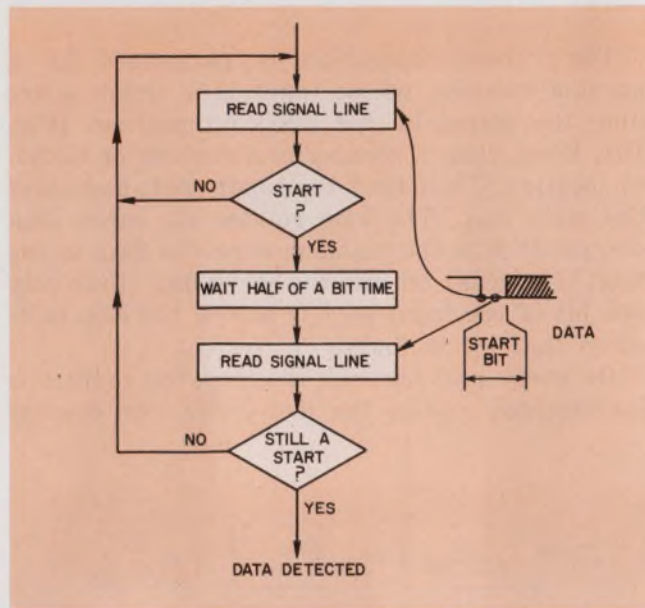 READ SIGNAL LINE
NO
START
?
YES
WAIT HALF OF A BIT TIME
READ SIGNAL LINE
START
BIT
DATA
NO
STILL A
START
?
YES
DATA DETECTED